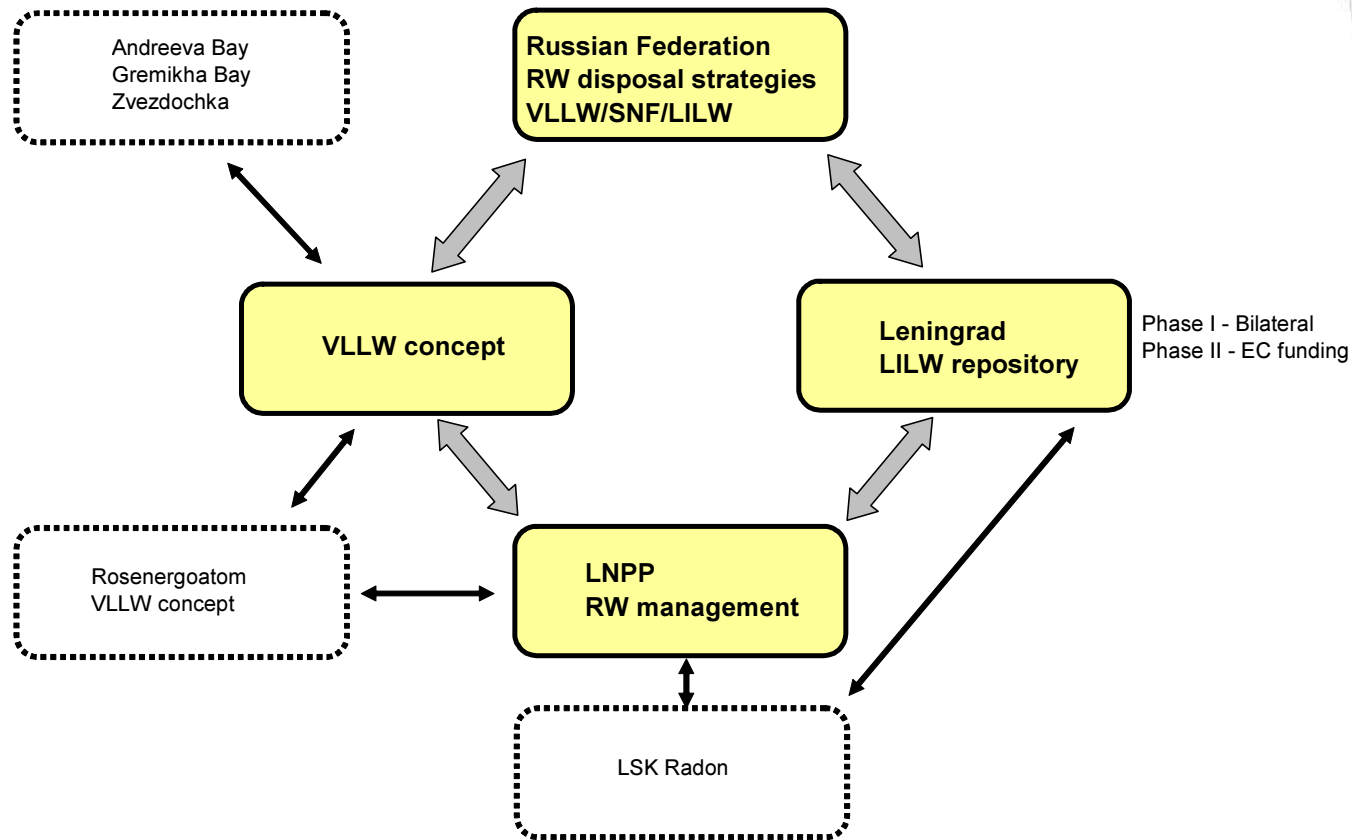 Andreeva Bay
Gremikha Bay
Zvezdochka
Russian Federation
RW disposal strategies
VLLW/SNF/LILW
VLLW concept
Leningrad
LILW repository
Phase I - Bilateral
Phase II - EC funding
Rosenergoatom
VLLW concept
LNPP
RW management
LSK Radon